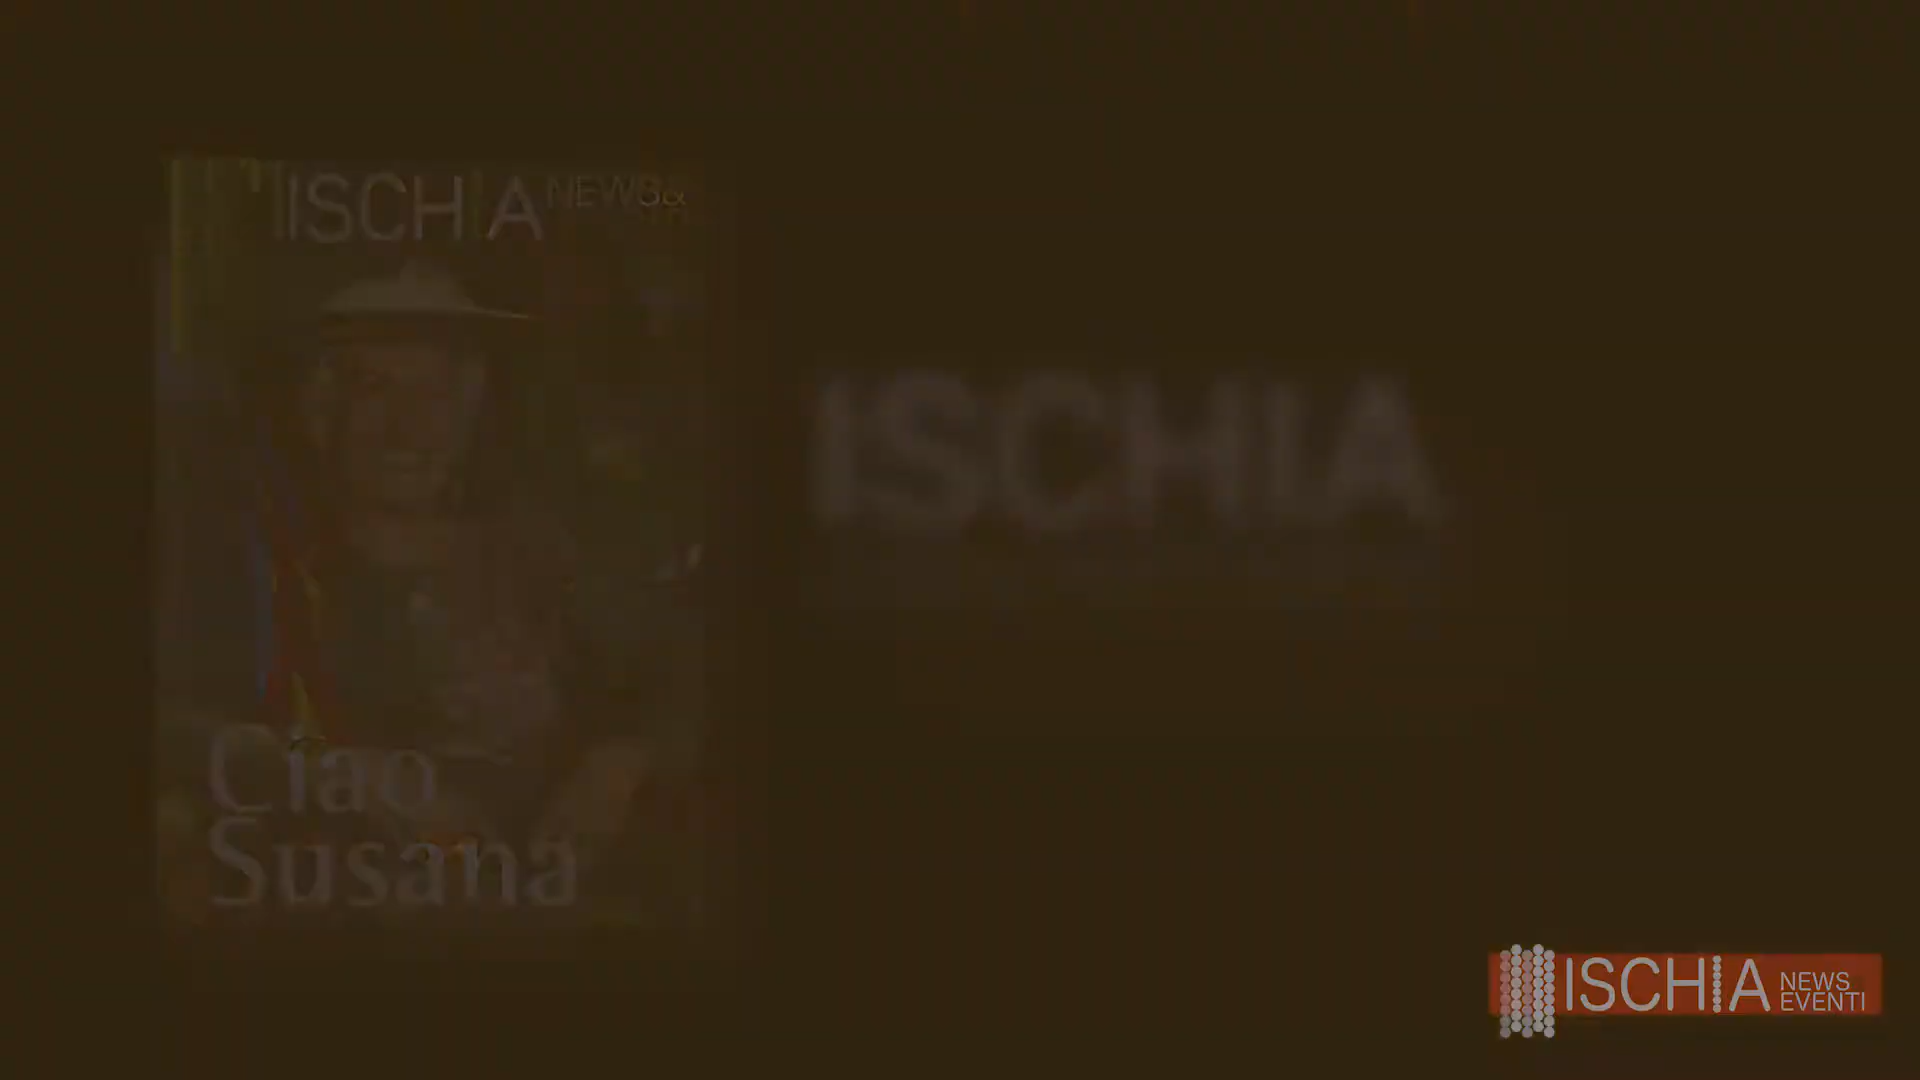 ISCHIA NEWS&
Ciao
Susana
ISCHIA
ISCHIA NEWS
EVENTI